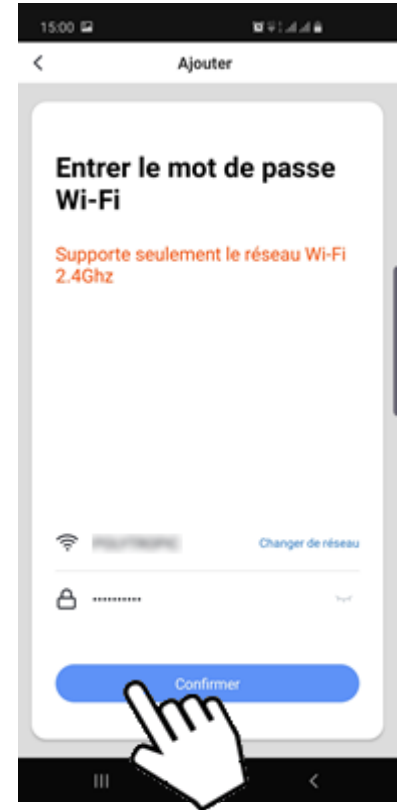 15:00
Ajouter
Entrer le mot de passe
Wi-Fi
Supporte seulement le réseau Wi-Fi
2.4Ghz
Changer de réseau
Confirmer